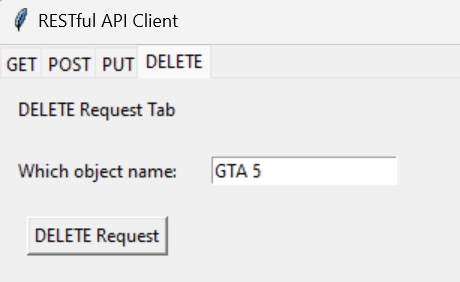 RESTful API Client
GET POST PUT DELETE
DELETE Request Tab
Which object name: GTA 5
DELETE Request